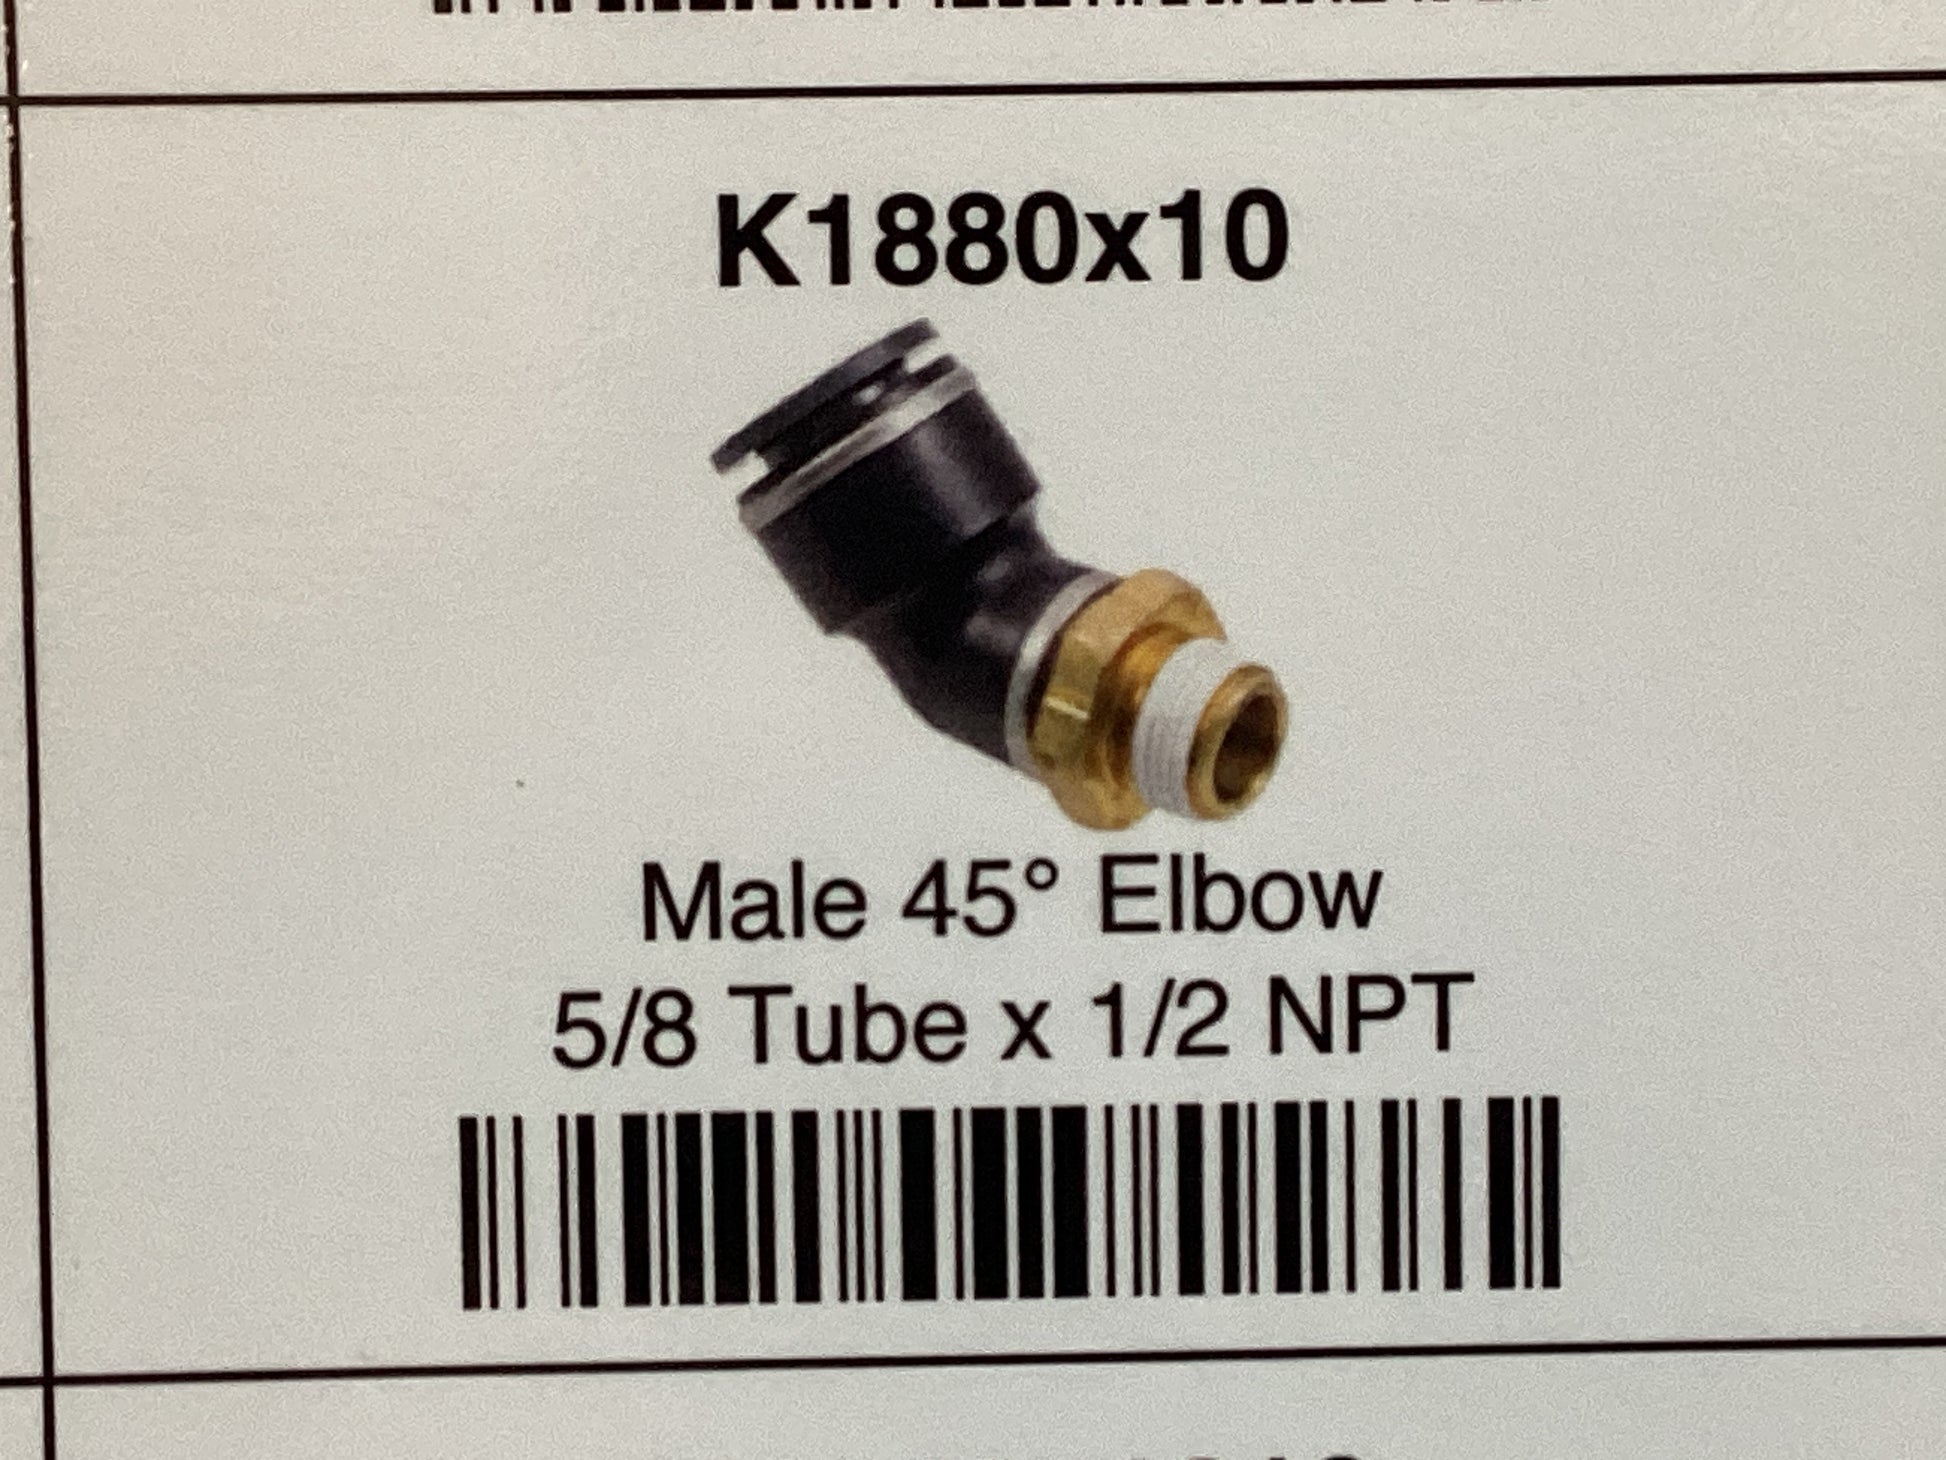 K1880x10
Male 45° Elbow
5/8 Tube x 1/2 NPT